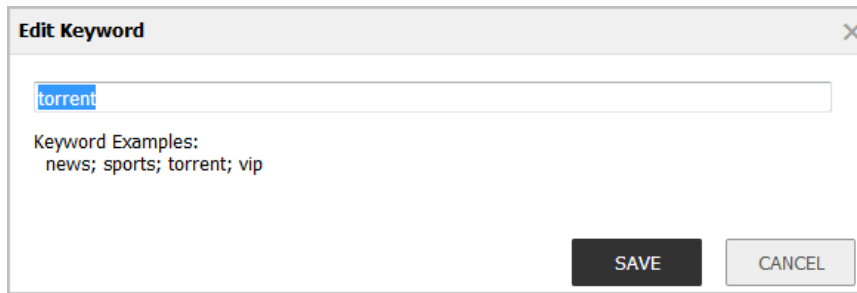 Edit Keyword
torrent
Keyword Examples:
news; sports; torrent; vip
SAVE CANCEL